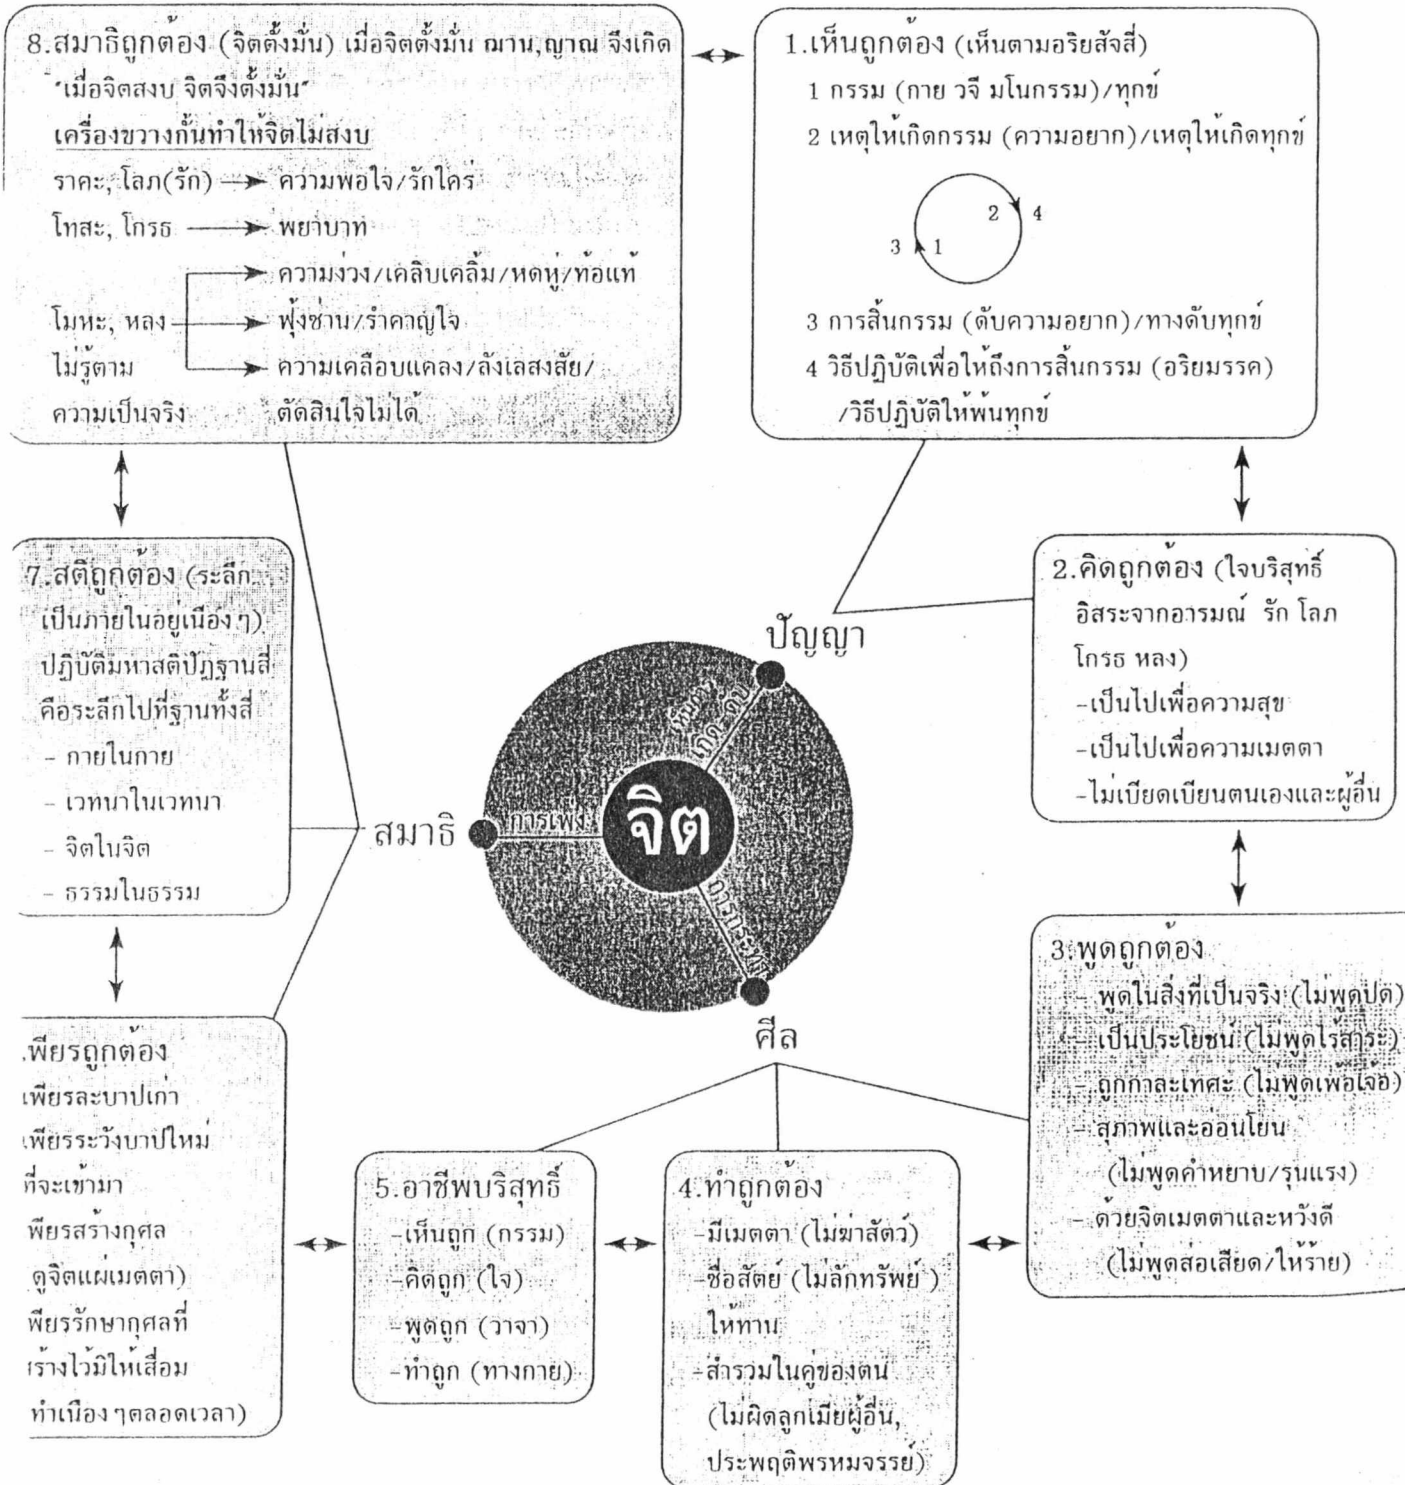 8.สมาธิถูกต้อง (จิตตั้งมั่น) เมื่อจิตตั้งมั่น ฌาน,ญาณ จึงเกิด
"เมื่อจิตสงบ จิตจึงตั้งมั่น"
เครื่องขวางกั้นทำให้จิตไม่สงบ
ราคะ, โลภ(รัก) → ความพอใจ/รักใคร่
โทสะ, โกรธ → พยาบาท
ความง่วง/เคลิบเคลิ้ม/หดหู่/ท้อแท้
โมหะ, หลง → ฟุ้งซ่าน/รำคาญใจ
ไม่รู้ตาม → ความเคลือบแคลง/ลังเลสงสัย/
ความเป็นจริง ตัดสินใจไม่ได้
1.เห็นถูกต้อง (เห็นตามอริยสัจสี่)
1 กรรม (กาย วจี มโนกรรม)/ทุกข์
2 เหตุให้เกิดกรรม (ความอยาก)/เหตุให้เกิดทุกข์
2 4
3 1
3 การสิ้นกรรม (ดับความอยาก)/ทางดับทุกข์
4 วิธีปฏิบัติเพื่อให้ถึงการสิ้นกรรม (อริยมรรค)
/วิธีปฏิบัติให้พ้นทุกข์
2.คิดถูกต้อง (ใจบริสุทธิ์
อิสระจากอารมณ์ รัก โลภ
โกรธ หลง)
-เป็นไปเพื่อความสุข
-เป็นไปเพื่อความเมตตา
-ไม่เบียดเบียนตนเองและผู้อื่น
3.พูดถูกต้อง
- พูดในสิ่งที่เป็นจริง (ไม่พูดปด)
- เป็นประโยชน์ (ไม่พูดไร้สาระ)
- ถูกกาละเทศะ (ไม่พูดเพ้อเจ้อ)
- สุภาพและอ่อนโยน
(ไม่พูดคำหยาบ/รุนแรง)
- ด้วยจิตเมตตาและหวังดี
(ไม่พูดส่อเสียด/ให้ร้าย)
4.ทำถูกต้อง
-มีเมตตา (ไม่ฆ่าสัตว์)
-ซื่อสัตย์ (ไม่ลักทรัพย์)
ให้ทาน
-สำรวมในคู่ของตน
(ไม่ผิดลูกเมียผู้อื่น,
ประพฤติพรหมจรรย์)
5.อาชีพบริสุทธิ์
-เห็นถูก (กรรม)
-คิดถูก (ใจ)
-พูดถูก (วาจา)
-ทำถูก (ทางกาย)
.พียรถูกต้อง
เพียรละบาปเก่า
เพียรระวังบาปใหม่
ที่จะเข้ามา
พียรสร้างกุศล
ดูจิตแผ่เมตตา)
พียรรักษากุศลที่
ร้างไว้มิให้เสื่อม
ทำเนืองๆตลอดเวลา)
7.สติถูกต้อง (ระลึก
เป็นภายในอยู่เนืองๆ)
ปฏิบัติมหาสติปัฏฐานสี่
คือระลึกไปที่ฐานทั้งสี่
- กายในกาย
- เวทนาในเวทนา
- จิตในจิต
- ธรรมในธรรม
ปัญญา
เกิด-ดับ
สมาธิ
การเพ่ง
จิต
การกระทำ
ศีล